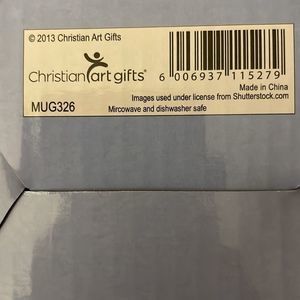 © 2013 Christian Art Gifts
Christian art gifts®
6 006937 115279
Made in China
Images used under license from Shutterstock.com
MUG326
Mircowave and dishwasher safe